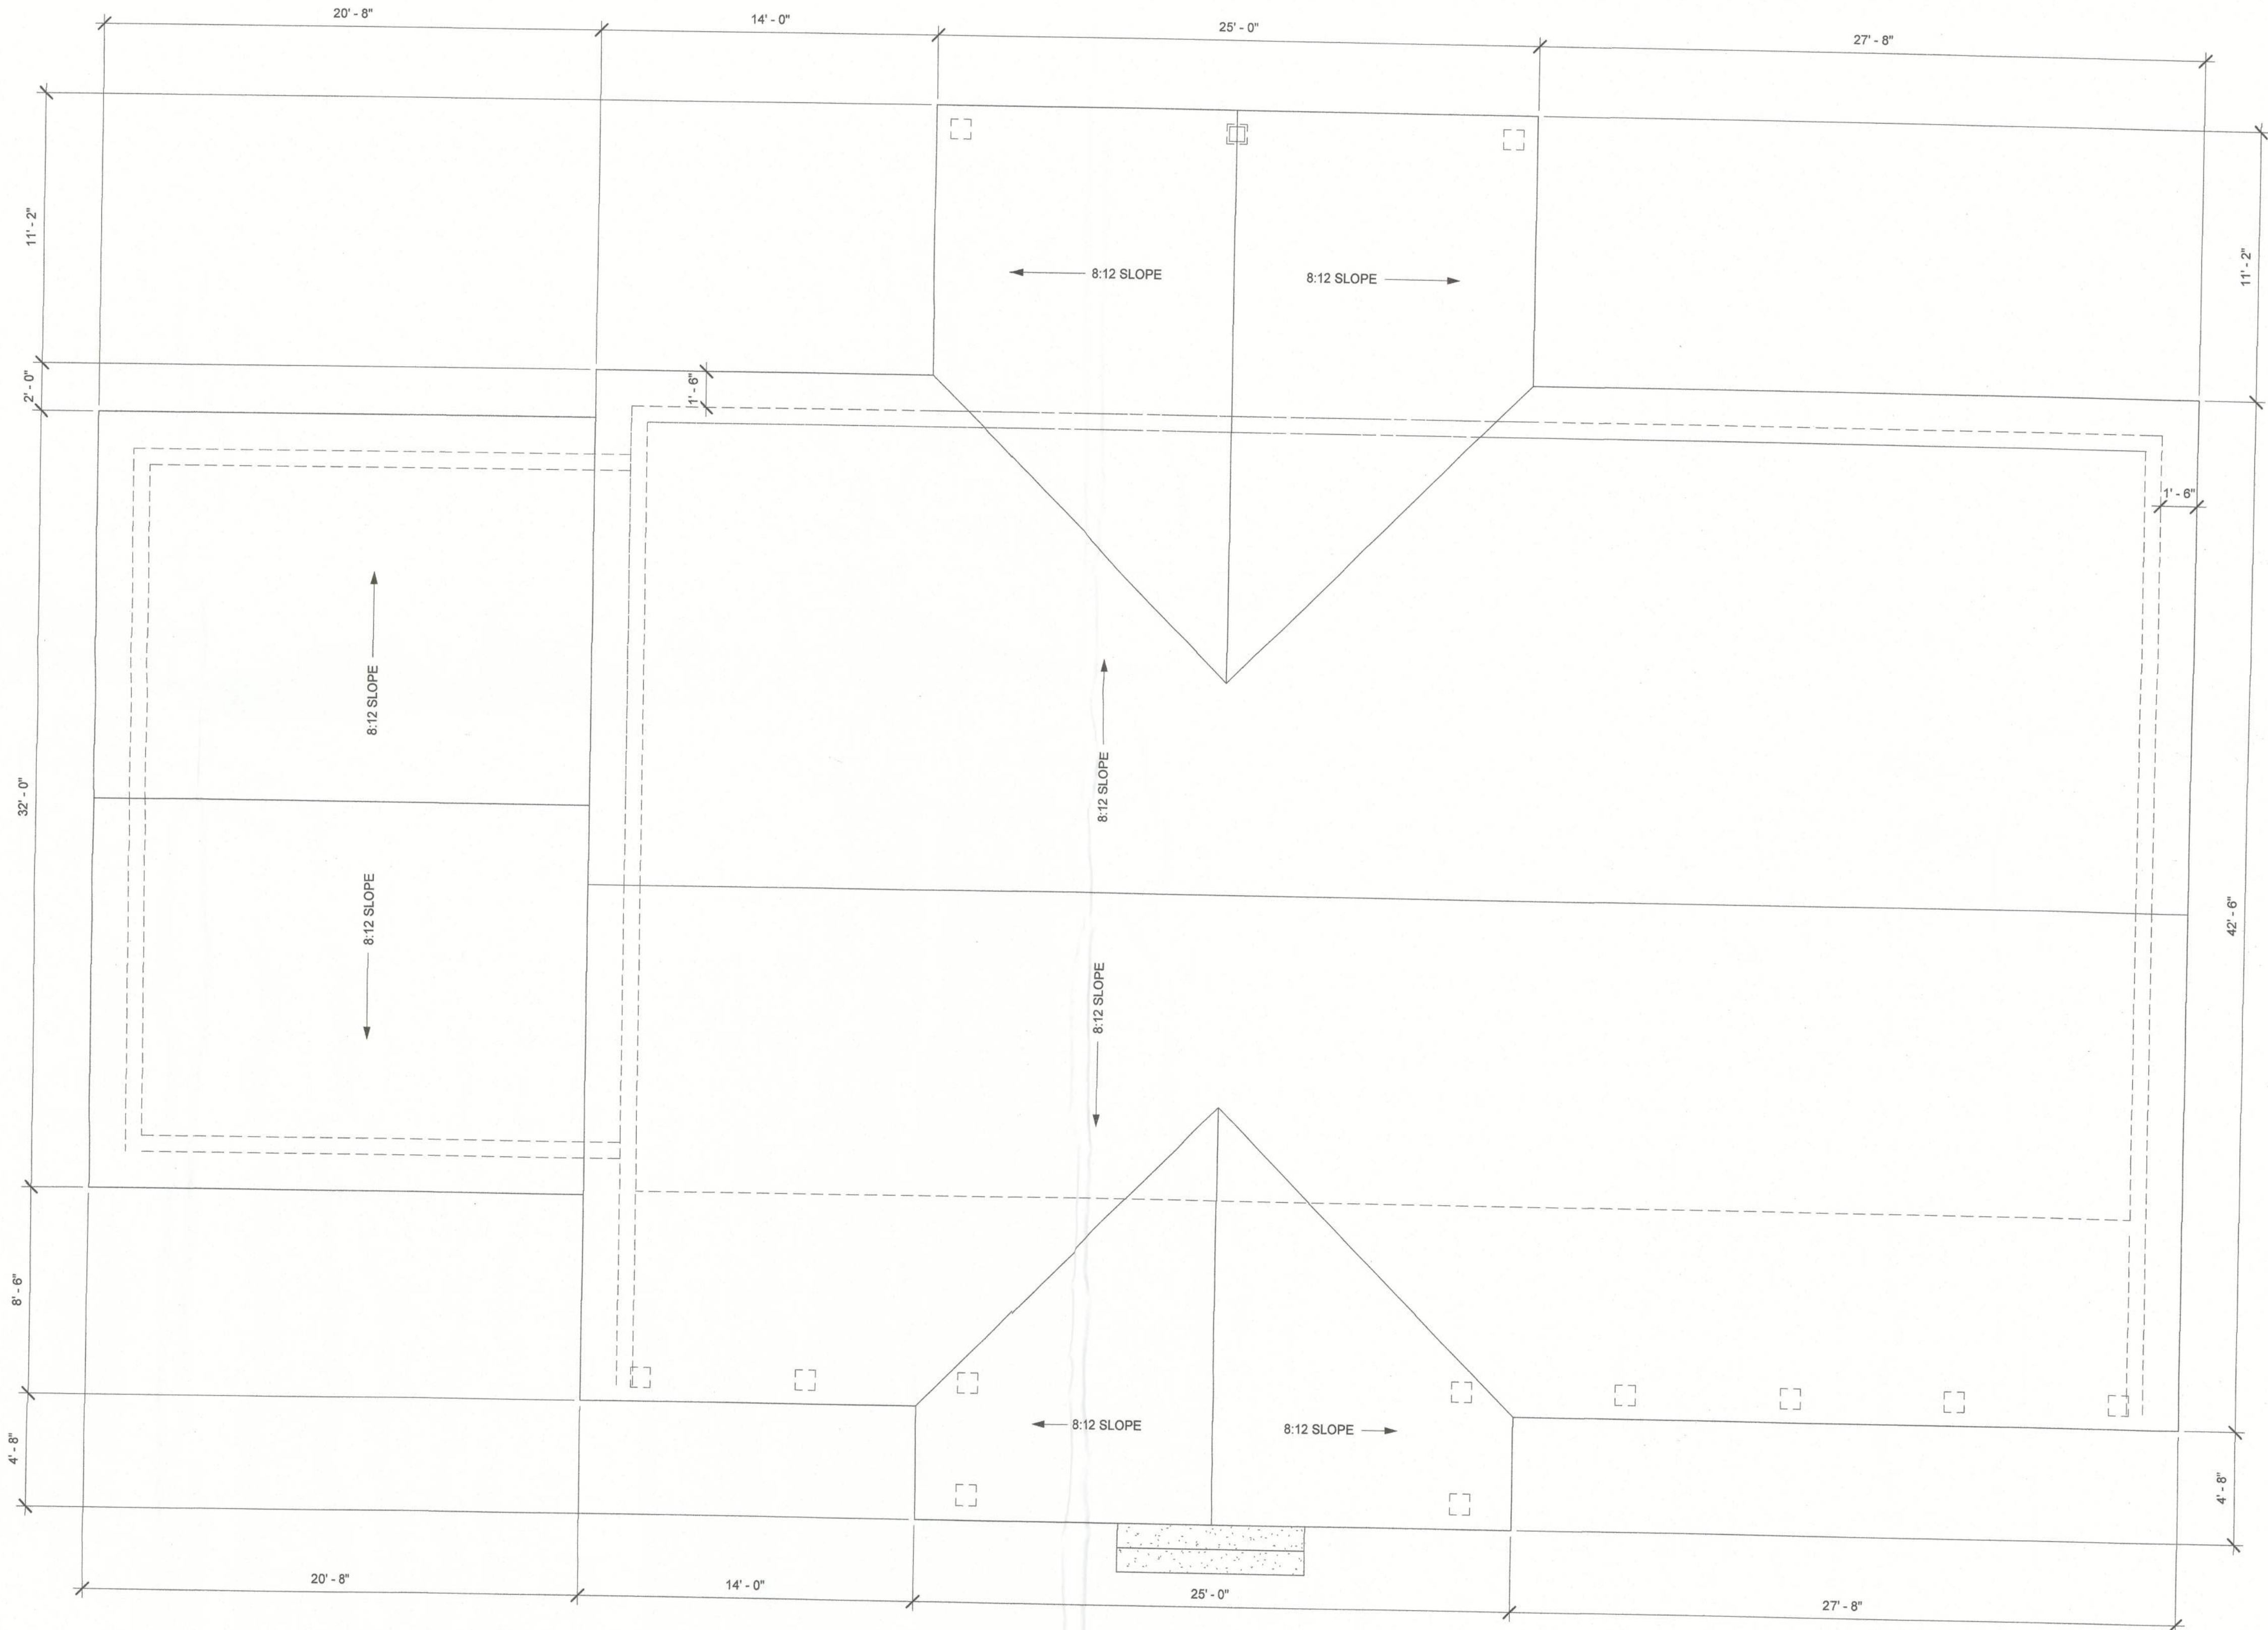 20' - 8"
14' - 0"
25' - 0"
27' - 8"
11' - 2"
11' - 2"
8:12 SLOPE
8:12 SLOPE
2' - 0"
1' - 6"
1' - 6"
8:12 SLOPE
8:12 SLOPE
32' - 0"
8:12 SLOPE
42' - 6"
8:12 SLOPE
8' - 6"
8:12 SLOPE
8:12 SLOPE
4' - 8"
4' - 8"
20' - 8"
14' - 0"
25' - 0"
27' - 8"